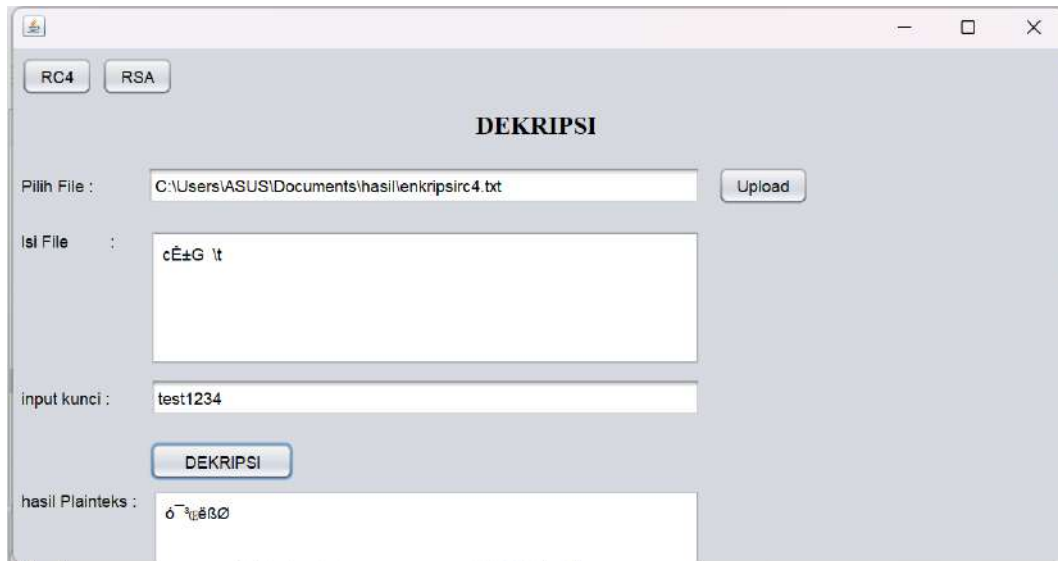 RC4 RSA
DEKRIPSI
Pilih File : C:\Users\ASUS\Documents\hasil\enkripsirc4.txt Upload
Isi File : cȱG \t
input kunci : test1234
DEKRIPSI
hasil Plainteks :